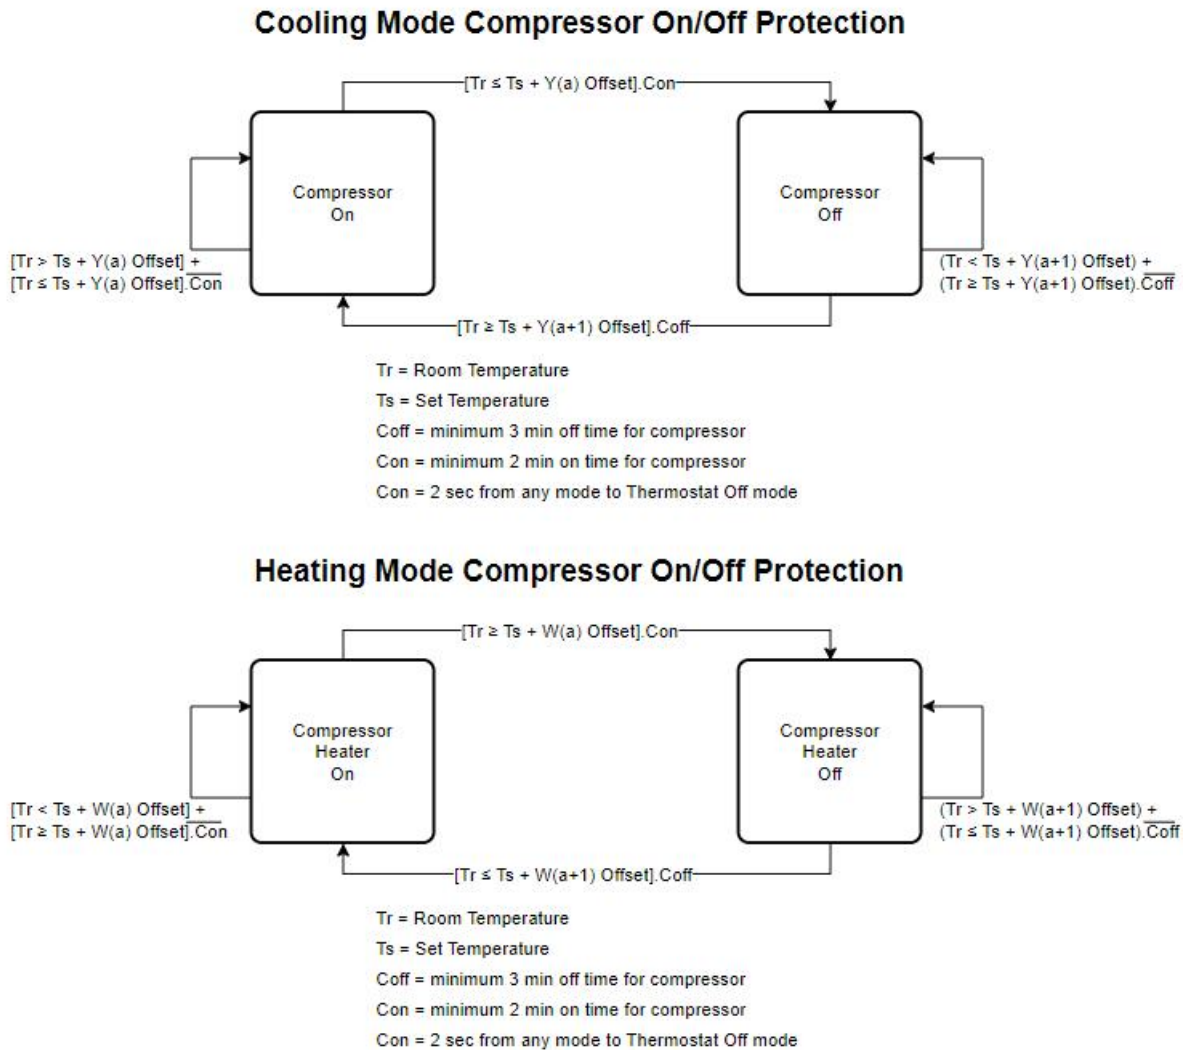 Cooling Mode Compressor On/Off Protection
[Tr ≤ Ts + Y(a) Offset].Con
Compressor
On
Compressor
Off
[Tr > Ts + Y(a) Offset] +
[Tr ≤ Ts + Y(a) Offset].C̅o̅n̅
(Tr < Ts + Y(a+1) Offset) +
(Tr ≥ Ts + Y(a+1) Offset).C̅o̅f̅f̅
[Tr ≥ Ts + Y(a+1) Offset].Coff
Tr = Room Temperature
Ts = Set Temperature
Coff = minimum 3 min off time for compressor
Con = minimum 2 min on time for compressor
Con = 2 sec from any mode to Thermostat Off mode
Heating Mode Compressor On/Off Protection
[Tr ≥ Ts + W(a) Offset].Con
Compressor
Heater
On
Compressor
Heater
Off
[Tr < Ts + W(a) Offset] +
[Tr ≥ Ts + W(a) Offset].C̅o̅n̅
(Tr > Ts + W(a+1) Offset) +
(Tr ≤ Ts + W(a+1) Offset).C̅o̅f̅f̅
[Tr ≤ Ts + W(a+1) Offset].Coff
Tr = Room Temperature
Ts = Set Temperature
Coff = minimum 3 min off time for compressor
Con = minimum 2 min on time for compressor
Con = 2 sec from any mode to Thermostat Off mode